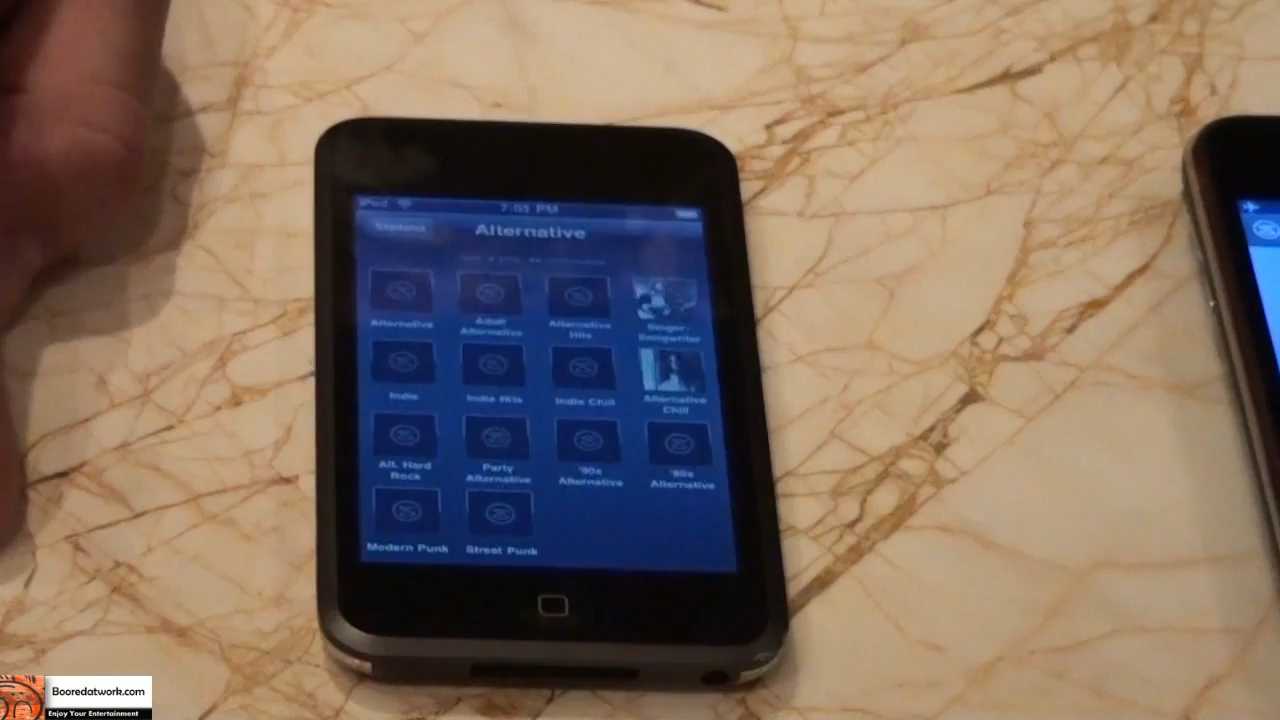 iPod 7:03 PM
Alternative
Alternative
Adult
Alternative
Alternative
Hits
Singer-
Songwriter
Indie
Indie Hits
Indie Chill
Alternative
Chill
Alt. Hard
Rock
Party
Alternative
'90s
Alternative
'80s
Alternative
Modern Punk
Street Punk
Booredatwork.com
Enjoy Your Entertainment